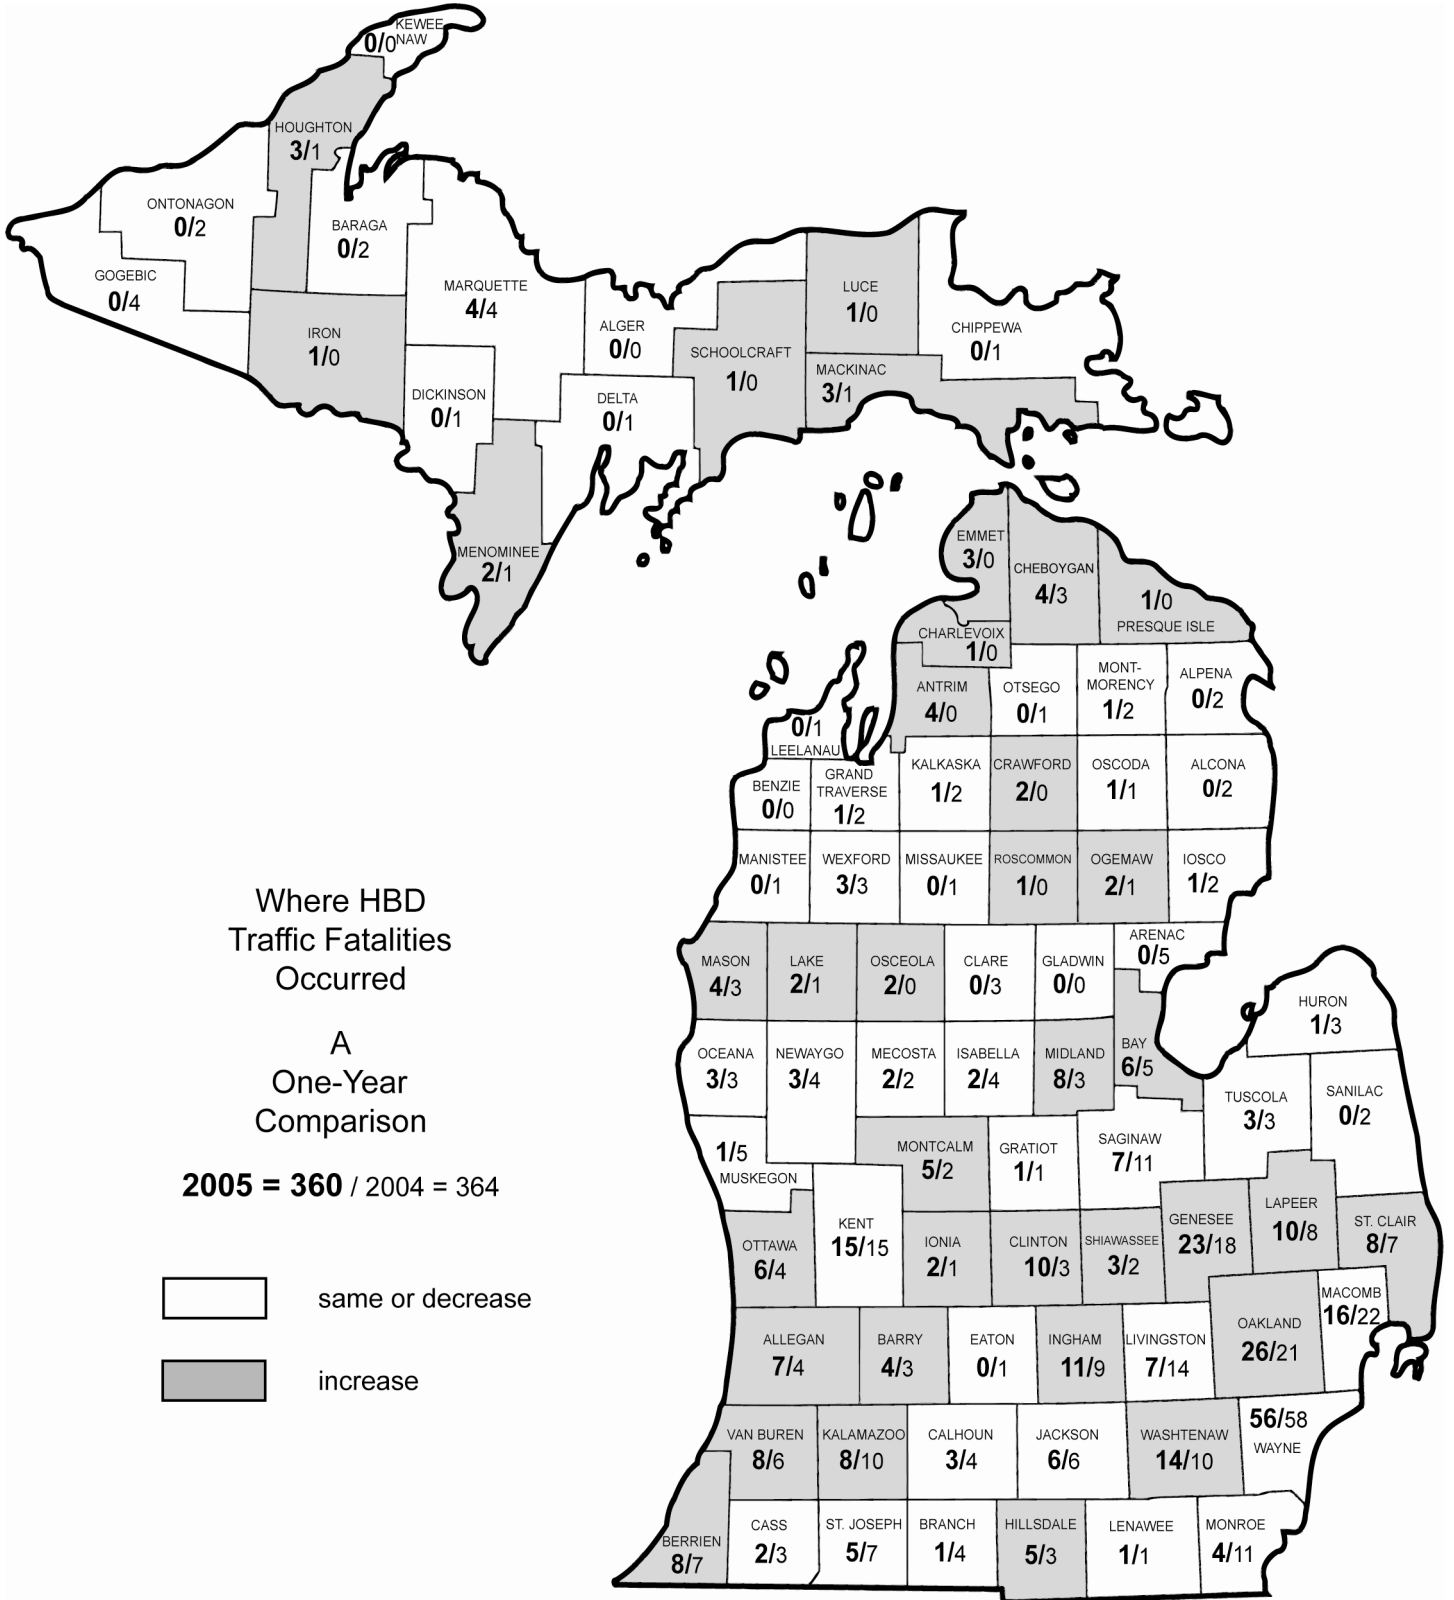 KEWEE
NAW
0/0
HOUGHTON
3/1
ONTONAGON
0/2
BARAGA
0/2
GOGEBIC
0/4
MARQUETTE
4/4
IRON
1/0
ALGER
0/0
LUCE
1/0
CHIPPEWA
0/1
SCHOOLCRAFT
1/0
MACKINAC
3/1
DICKINSON
0/1
DELTA
0/1
MENOMINEE
2/1
EMMET
3/0
CHEBOYGAN
4/3
1/0
PRESQUE ISLE
CHARLEVOIX
1/0
ANTRIM
4/0
OTSEGO
0/1
MONT-
MORENCY
1/2
ALPENA
0/2
0/1
LEELANAU
BENZIE
0/0
GRAND
TRAVERSE
1/2
KALKASKA
1/2
CRAWFORD
2/0
OSCODA
1/1
ALCONA
0/2
MANISTEE
0/1
WEXFORD
3/3
MISSAUKEE
0/1
ROSCOMMON
1/0
OGEMAW
2/1
IOSCO
1/2
MASON
4/3
LAKE
2/1
OSCEOLA
2/0
CLARE
0/3
GLADWIN
0/0
ARENAC
0/5
HURON
1/3
OCEANA
3/3
NEWAYGO
3/4
MECOSTA
2/2
ISABELLA
2/4
MIDLAND
8/3
BAY
6/5
TUSCOLA
3/3
SANILAC
0/2
1/5
MUSKEGON
MONTCALM
5/2
GRATIOT
1/1
SAGINAW
7/11
OTTAWA
6/4
KENT
15/15
IONIA
2/1
CLINTON
10/3
SHIAWASSEE
3/2
GENESEE
23/18
LAPEER
10/8
ST. CLAIR
8/7
ALLEGAN
7/4
BARRY
4/3
EATON
0/1
INGHAM
11/9
LIVINGSTON
7/14
OAKLAND
26/21
MACOMB
16/22
VAN BUREN
8/6
KALAMAZOO
8/10
CALHOUN
3/4
JACKSON
6/6
WASHTENAW
14/10
56/58
WAYNE
BERRIEN
8/7
CASS
2/3
ST. JOSEPH
5/7
BRANCH
1/4
HILLSDALE
5/3
LENAWEE
1/1
MONROE
4/11
Where HBD
Traffic Fatalities
Occurred
A
One-Year
Comparison
2005 = 360 / 2004 = 364
same or decrease
increase